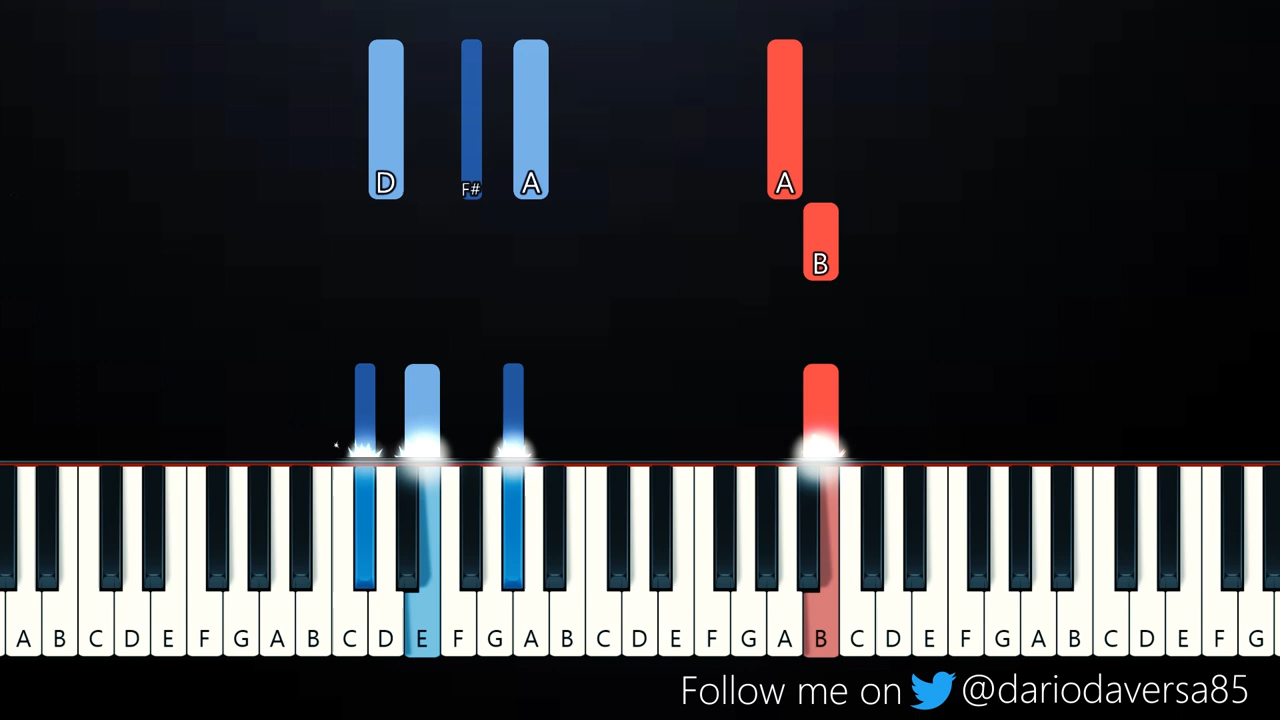 D F# A A
B
A B C D E F G A B C D E F G A B C D E F G A B C D E F G A B C D E F G
Follow me on @dariodaversa85